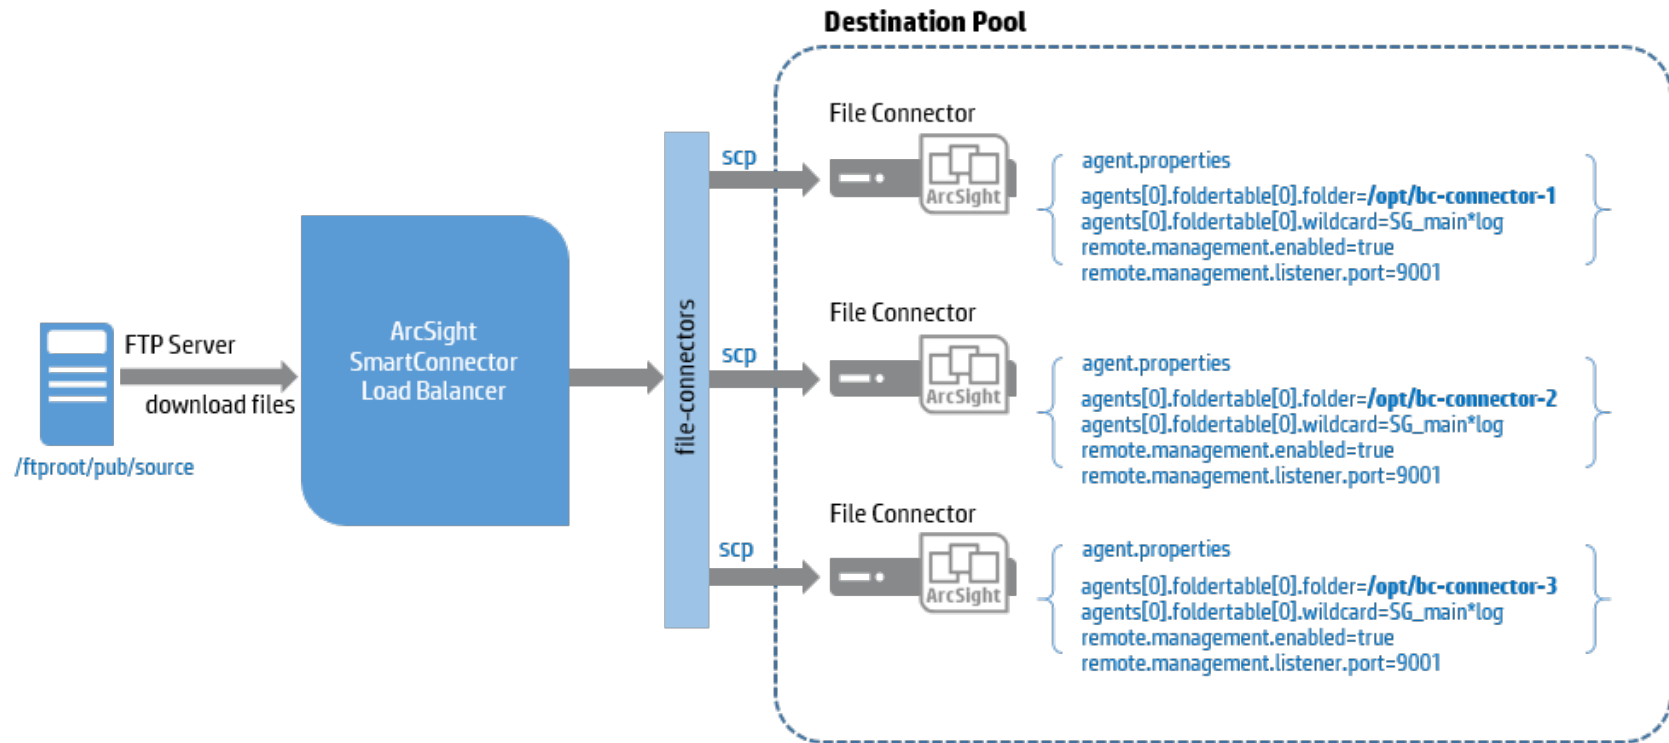 Destination Pool
FTP Server
download files
/ftproot/pub/source
ArcSight
SmartConnector
Load Balancer
file-connectors
scp
File Connector
ArcSight
agent.properties
agents[0].foldertable[0].folder=/opt/bc-connector-1
agents[0].foldertable[0].wildcard=SG_main*log
remote.management.enabled=true
remote.management.listener.port=9001
scp
File Connector
ArcSight
agent.properties
agents[0].foldertable[0].folder=/opt/bc-connector-2
agents[0].foldertable[0].wildcard=SG_main*log
remote.management.enabled=true
remote.management.listener.port=9001
scp
File Connector
ArcSight
agent.properties
agents[0].foldertable[0].folder=/opt/bc-connector-3
agents[0].foldertable[0].wildcard=SG_main*log
remote.management.enabled=true
remote.management.listener.port=9001